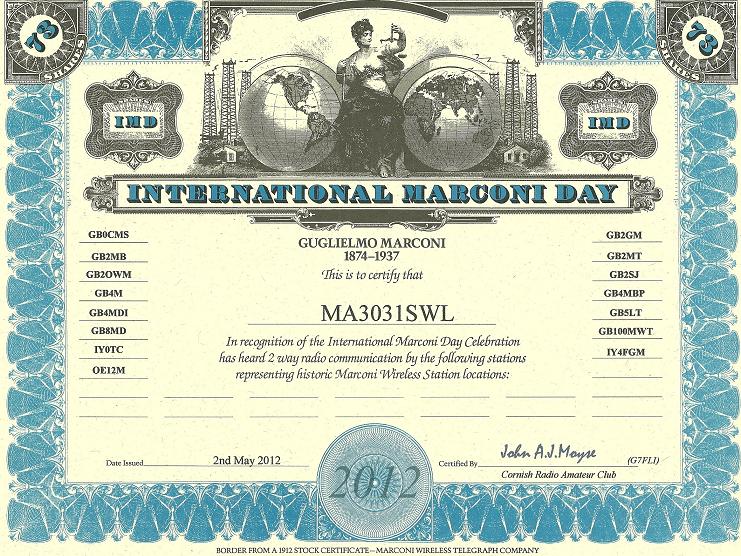 73
SHARES
73
SHARES
IMD
IMD
INTERNATIONAL MARCONI DAY
GB0CMS
GB2MB
GB2OWM
GB4M
GB4MDI
GB8MD
IY0TC
OE12M
GUGLIELMO MARCONI
1874–1937
This is to certify that
MA3031SWL
In recognition of the International Marconi Day Celebration
has heard 2 way radio communication by the following stations
representing historic Marconi Wireless Station locations:
GB2GM
GB2MT
GB2SJ
GB4MBP
GB5LT
GB100MWT
IY4FGM
Date Issued 2nd May 2012
2012
Certified By John A.J.Moyse (G7FLI)
Cornish Radio Amateur Club
BORDER FROM A 1912 STOCK CERTIFICATE—MARCONI WIRELESS TELEGRAPH COMPANY